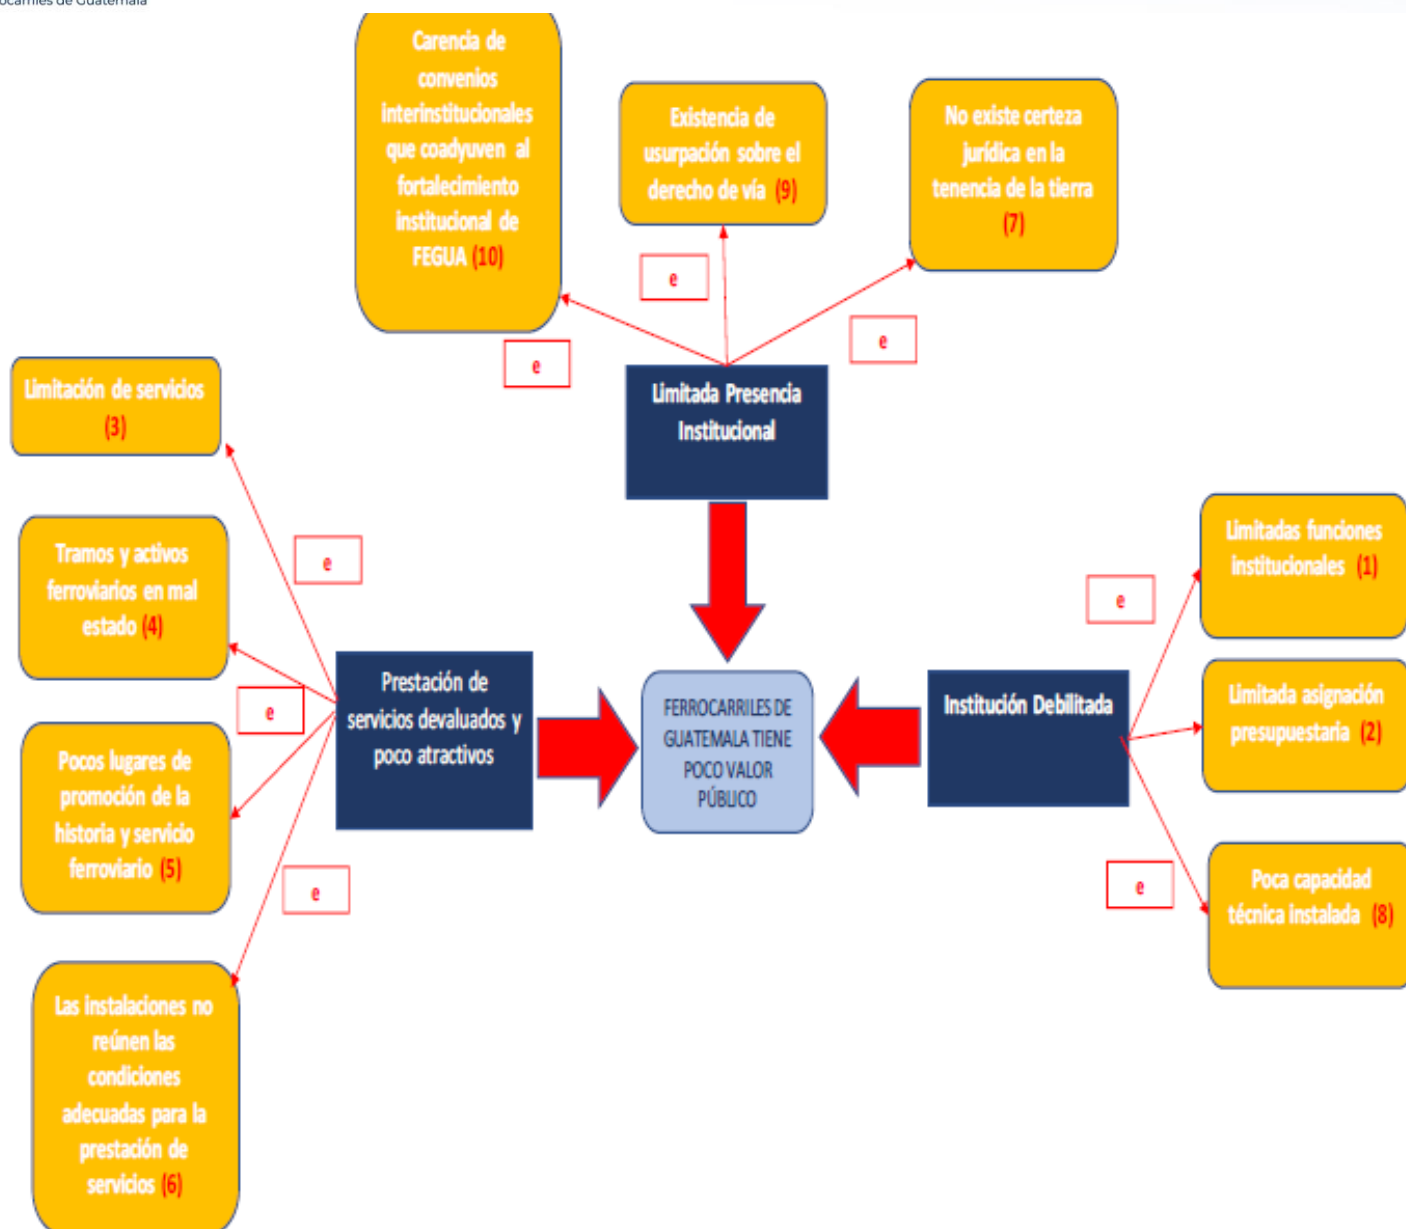 Carencia de
convenios
interinstitucionales
que coadyuven al
fortalecimiento
institucional de
FEGUA (10)
Existencia de
usurpación sobre el
derecho de vía (9)
No existe certeza
jurídica en la
tenencia de la tierra
(7)
e
e
e
Limitada Presencia
Institucional
Limitación de servicios
(3)
Tramos y activos
ferroviarios en mal
estado (4)
Pocos lugares de
promoción de la
historia y servicio
ferroviario (5)
Las instalaciones no
reúnen las
condiciones
adecuadas para la
prestación de
servicios (6)
e
e
e
Prestación de
servicios devaluados y
poco atractivos
FERROCARRILES DE
GUATEMALA TIENE
POCO VALOR
PÚBLICO
Institución Debilitada
e
e
Limitadas funciones
institucionales (1)
Limitada asignación
presupuestaria (2)
Poca capacidad
técnica instalada (8)